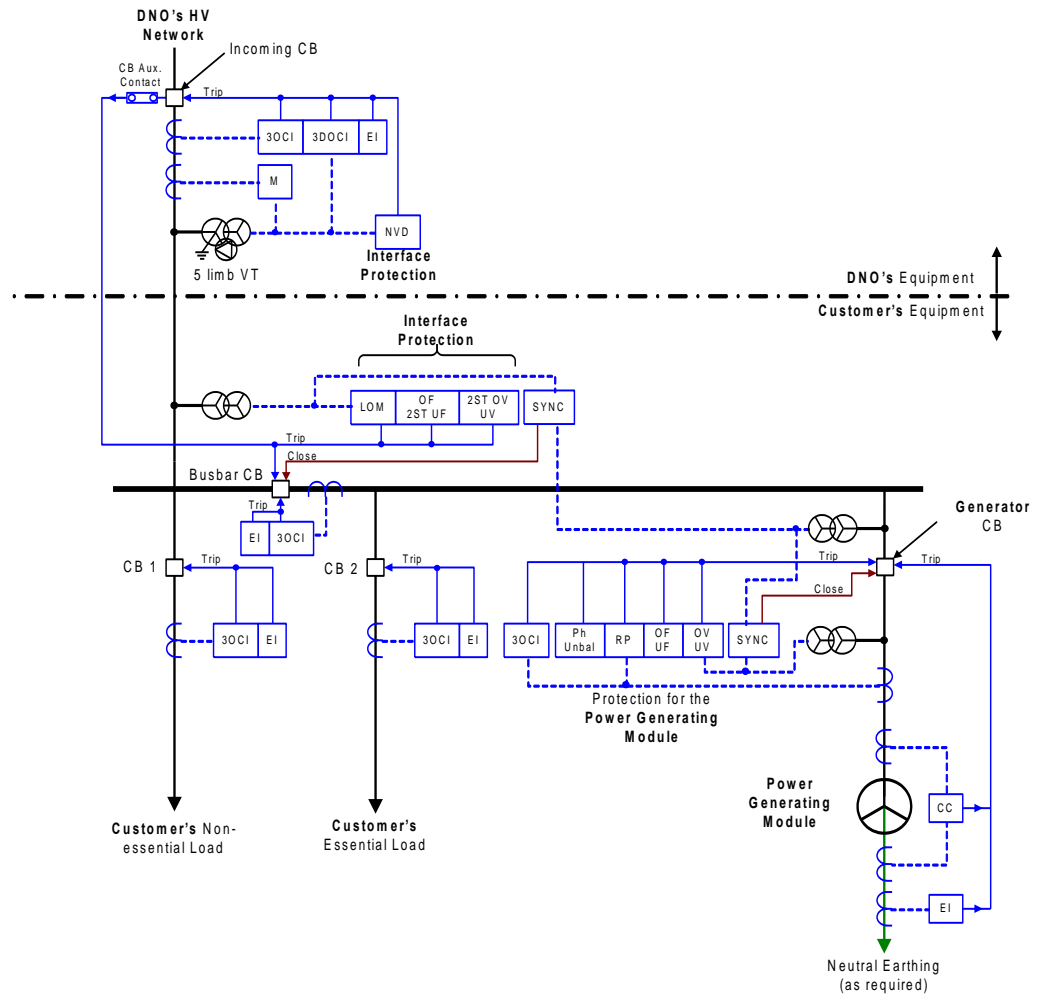 DNO's HV
Network
Incoming CB
CB Aux.
Contact
Trip
3OCI
3DOCI
EI
M
NVD
Interface
Protection
5 limb VT
DNO's Equipment
Customer's Equipment
Interface
Protection
LOM
OF
2ST UF
2ST OV
UV
SYNC
Trip
Close
Busbar CB
Trip
EI
3OCI
Generator
CB
CB 1
Trip
CB 2
Trip
Trip
Trip
Close
3OCI
EI
3OCI
EI
3OCI
Ph
Unbal
RP
OF
UF
OV
UV
SYNC
Protection for the
Power Generating
Module
Power
Generating
Module
CC
EI
Customer's Non-
essential Load
Customer's
Essential Load
Neutral Earthing
(as required)